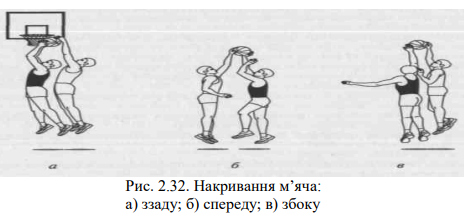 а б в
Рис. 2.32. Накривання м’яча:
а) ззаду; б) спереду; в) збоку